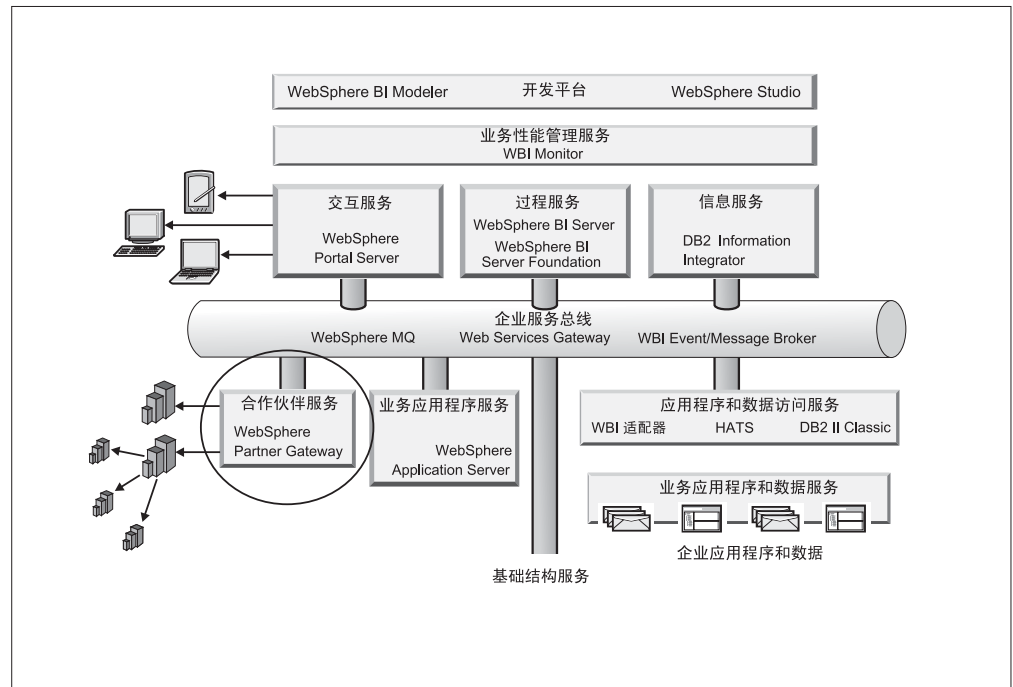 WebSphere BI Modeler 开发平台 WebSphere Studio
业务性能管理服务
WBI Monitor
交互服务
WebSphere
Portal Server
过程服务
WebSphere BI Server
WebSphere BI
Server Foundation
信息服务
DB2 Information
Integrator
企业服务总线
WebSphere MQ Web Services Gateway WBI Event/Message Broker
合作伙伴服务
WebSphere
Partner Gateway
业务应用程序服务
WebSphere
Application Server
应用程序和数据访问服务
WBI 适配器 HATS DB2 II Classic
业务应用程序和数据服务
企业应用程序和数据
基础结构服务